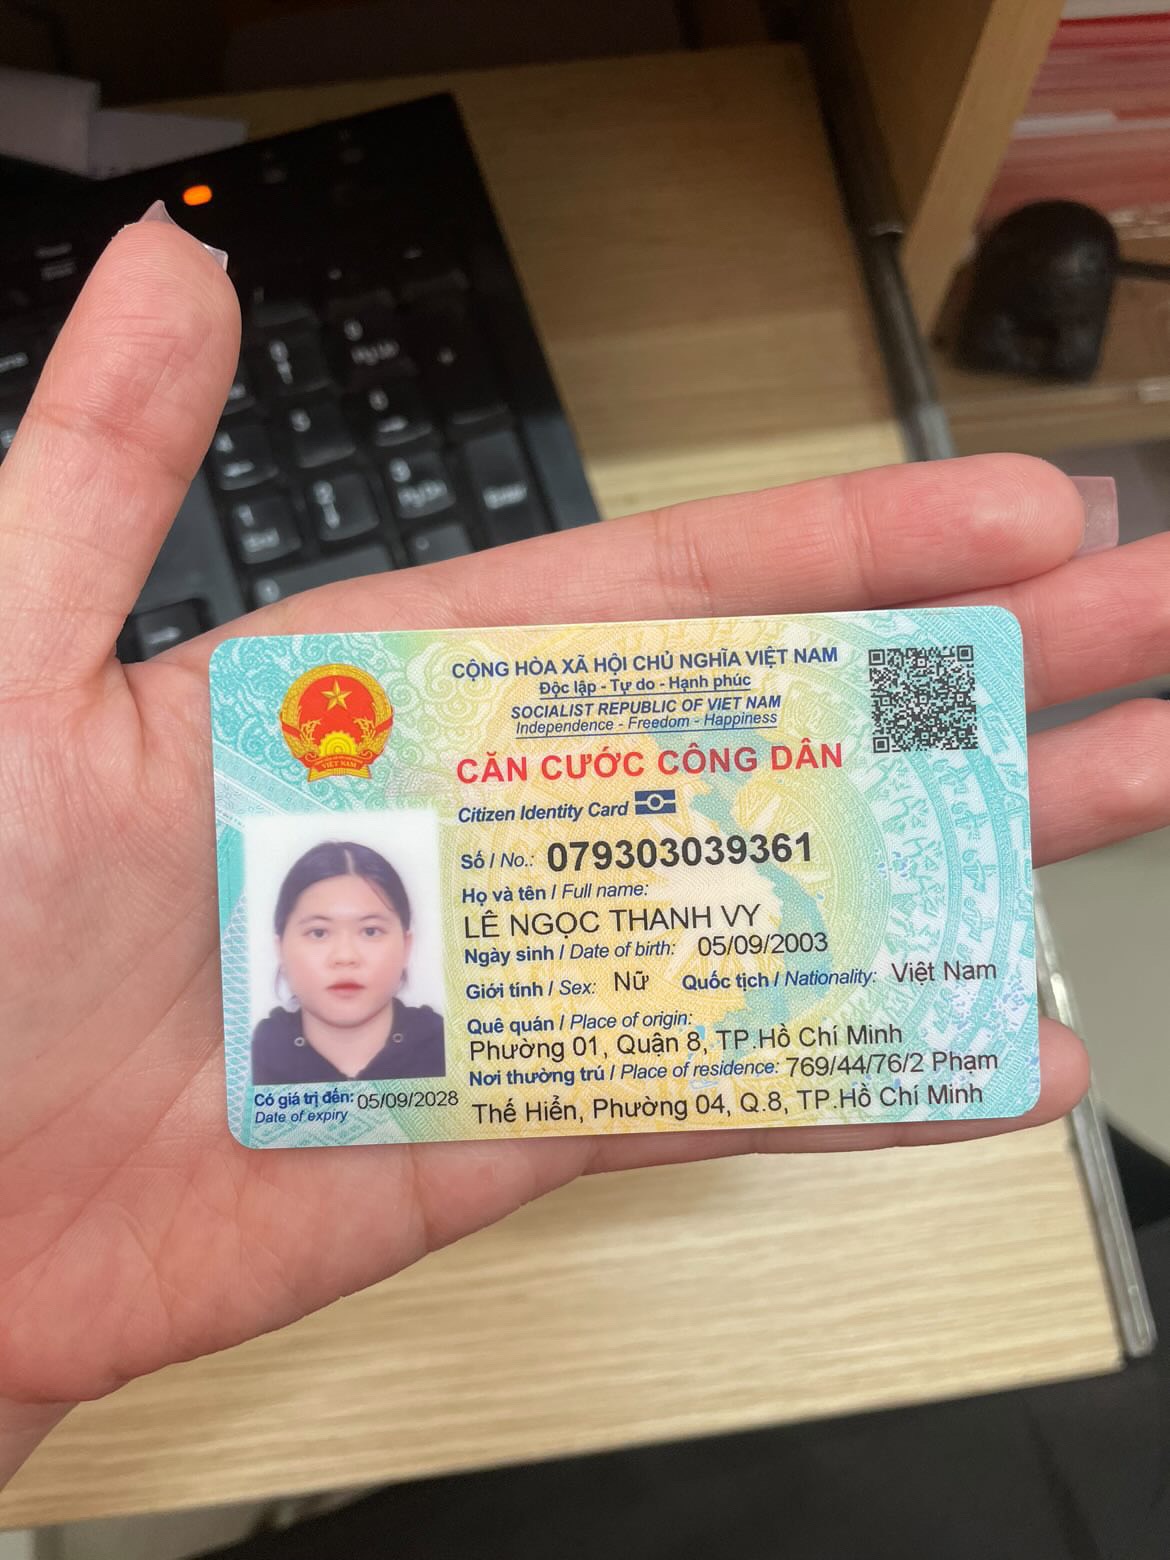 3
PgDn
Enter
1
2
CỘNG HÒA XÃ HỘI CHỦ NGHĨA VIỆT NAM
Độc lập - Tự do - Hạnh phúc
SOCIALIST REPUBLIC OF VIET NAM
Independence - Freedom - Happiness
VIỆT NAM
CĂN CƯỚC CÔNG DÂN
Citizen Identity Card
Số / No.: 079303039361
Họ và tên / Full name:
LÊ NGỌC THANH VY
Ngày sinh / Date of birth: 05/09/2003
Giới tính / Sex: Nữ Quốc tịch / Nationality: Việt Nam
Quê quán / Place of origin:
Phường 01, Quận 8, TP.Hồ Chí Minh
Nơi thường trú / Place of residence: 769/44/76/2 Phạm
Thế Hiển, Phường 04, Q.8, TP.Hồ Chí Minh
Có giá trị đến: 05/09/2028
Date of expiry